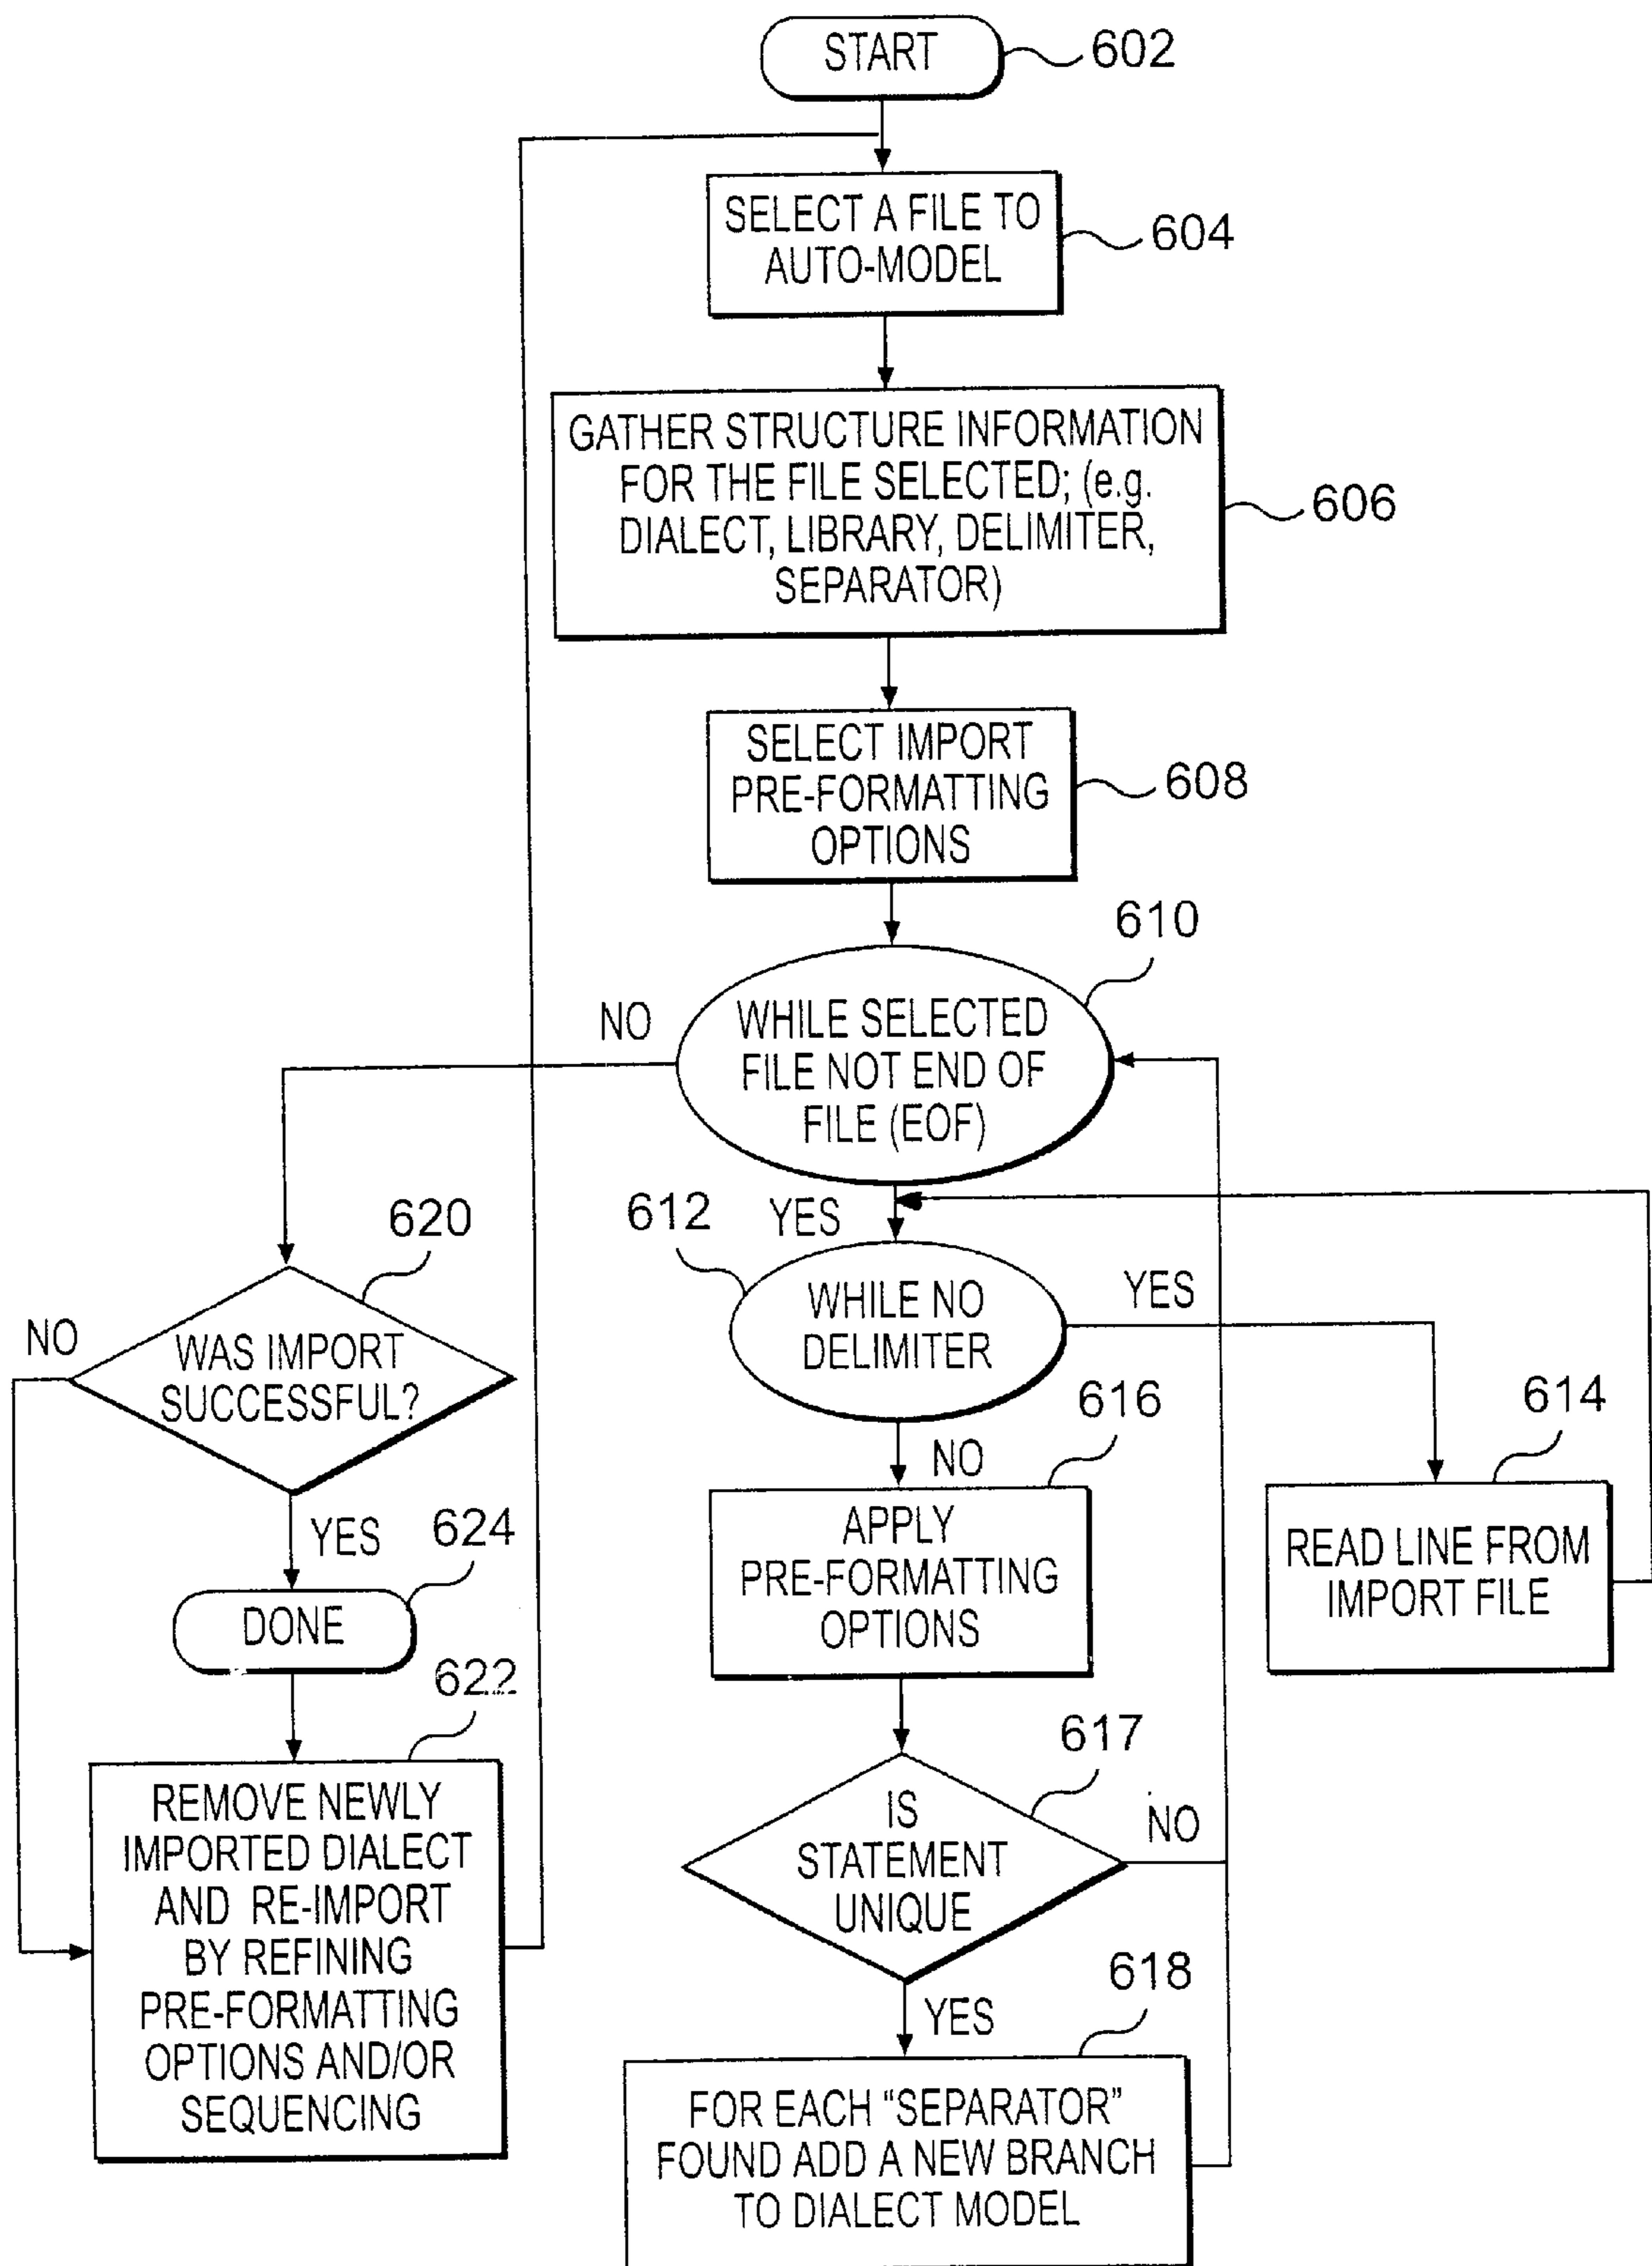 START
602
SELECT A FILE TO
AUTO-MODEL
604
GATHER STRUCTURE INFORMATION
FOR THE FILE SELECTED; (e.g.
DIALECT, LIBRARY, DELIMITER,
SEPARATOR)
606
SELECT IMPORT
PRE-FORMATTING
OPTIONS
608
610
NO
WHILE SELECTED
FILE NOT END OF
FILE (EOF)
YES
612
WHILE NO
DELIMITER
YES
614
READ LINE FROM
IMPORT FILE
NO
616
APPLY
PRE-FORMATTING
OPTIONS
617
IS
STATEMENT
UNIQUE
NO
YES
618
FOR EACH “SEPARATOR”
FOUND ADD A NEW BRANCH
TO DIALECT MODEL
620
NO
WAS IMPORT
SUCCESSFUL?
YES
624
DONE
622
REMOVE NEWLY
IMPORTED DIALECT
AND RE-IMPORT
BY REFINING
PRE-FORMATTING
OPTIONS AND/OR
SEQUENCING